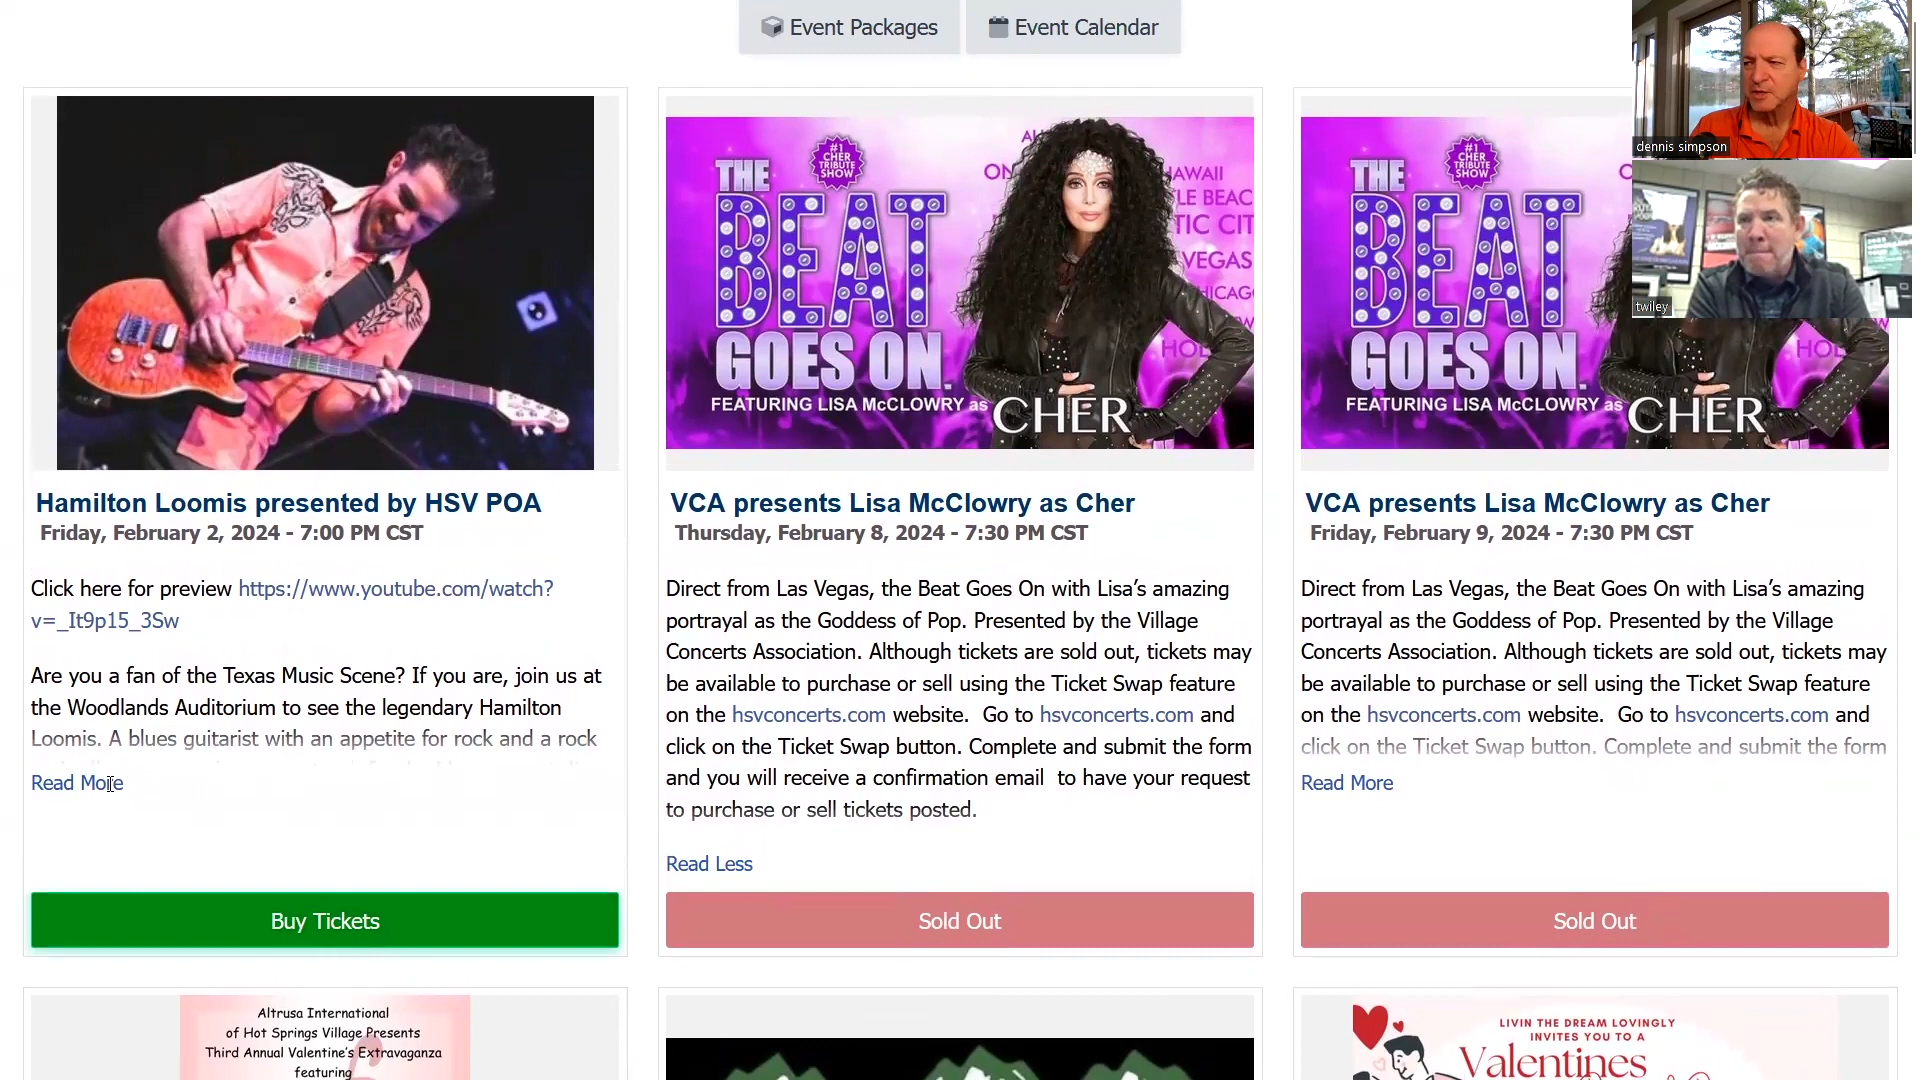 Event Packages
Event Calendar
dennis simpson
twiley
#1
CHER
TRIBUTE
SHOW
THE
BEAT
GOES ON.
FEATURING LISA McCLOWRY as
CHER
HAWAII
VEGAS
#1
CHER
TRIBUTE
SHOW
THE
BEAT
GOES ON.
FEATURING LISA McCLOWRY as
CHER
Hamilton Loomis presented by HSV POA
Friday, February 2, 2024 - 7:00 PM CST
Click here for preview https://www.youtube.com/watch?
v=_It9p15_3Sw
Are you a fan of the Texas Music Scene? If you are, join us at
the Woodlands Auditorium to see the legendary Hamilton
Loomis. A blues guitarist with an appetite for rock and a rock
Read More
Buy Tickets
VCA presents Lisa McClowry as Cher
Thursday, February 8, 2024 - 7:30 PM CST
Direct from Las Vegas, the Beat Goes On with Lisa’s amazing
portrayal as the Goddess of Pop. Presented by the Village
Concerts Association. Although tickets are sold out, tickets may
be available to purchase or sell using the Ticket Swap feature
on the hsvconcerts.com website.  Go to hsvconcerts.com and
click on the Ticket Swap button. Complete and submit the form
and you will receive a confirmation email  to have your request
to purchase or sell tickets posted.
Read Less
Sold Out
VCA presents Lisa McClowry as Cher
Friday, February 9, 2024 - 7:30 PM CST
Direct from Las Vegas, the Beat Goes On with Lisa’s amazing
portrayal as the Goddess of Pop. Presented by the Village
Concerts Association. Although tickets are sold out, tickets may
be available to purchase or sell using the Ticket Swap feature
on the hsvconcerts.com website.  Go to hsvconcerts.com and
click on the Ticket Swap button. Complete and submit the form
Read More
Sold Out
Altrusa International
of Hot Springs Village Presents
Third Annual Valentine's Extravaganza
featuring
LIVIN THE DREAM LOVINGLY
INVITES YOU TO A
Valentines